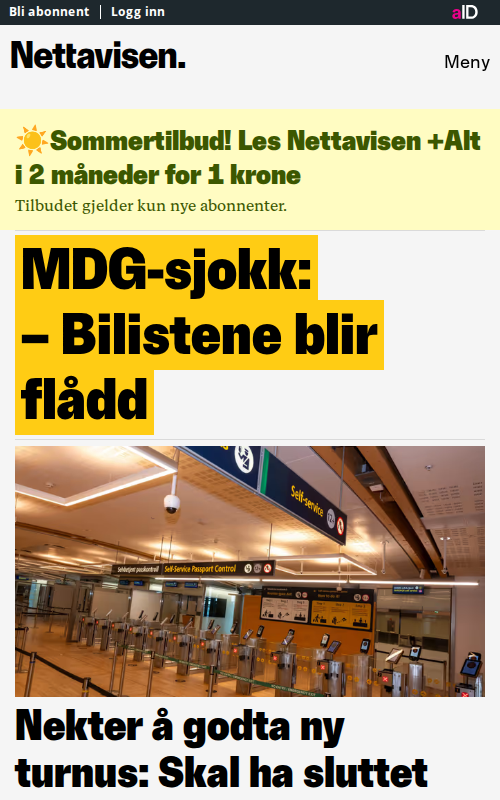 Bli abonnent
Logg inn
aID
Nettavisen.
Meny
☀️Sommertilbud! Les Nettavisen +Alt
i 2 måneder for 1 krone
Tilbudet gjelder kun nye abonnenter.
MDG-sjokk:
– Bilistene blir
flådd
Self-service
Selvbetjent passkontroll
Self-Service Passport Control
Nekter å godta ny
turnus: Skal ha sluttet